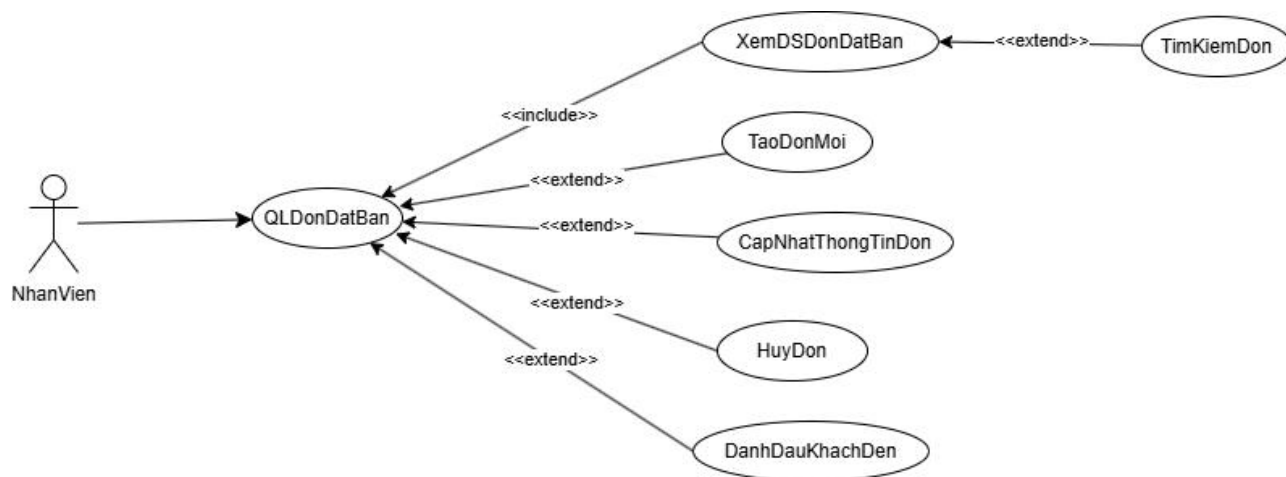 XemDSDonDatBan
<<extend>>
TimKiemDon
<<include>>
TaoDonMoi
<<extend>>
QLDonDatBan
<<extend>>
CapNhatThongTinDon
NhanVien
<<extend>>
HuyDon
<<extend>>
DanhDauKhachDen